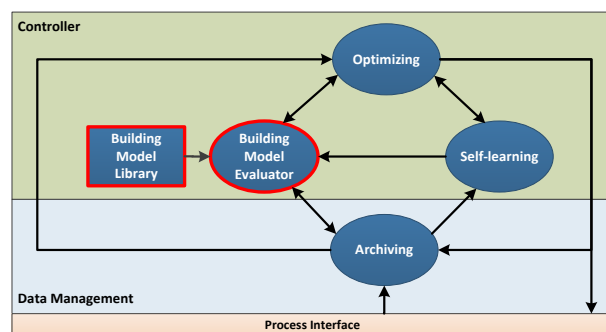 Controller
Optimizing
Building
Model
Library
Building
Model
Evaluator
Self-learning
Archiving
Data Management
Process Interface